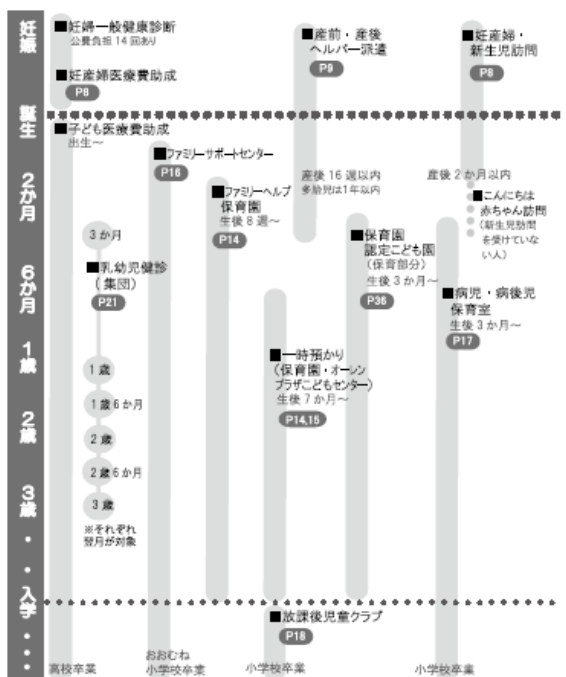 妊娠
誕生
2か月
6か月
1歳
2歳
3歳
・・入学・・・
■妊婦一般健康診断
公費負担14回あり
■妊産婦医療費助成
P8
■産前・産後
ヘルパー派遣
P9
■妊産婦・
新生児訪問
P8
■子ども医療費助成
出生～
■ファミリーサポートセンター
P16
■ファミリーヘルプ
保育園
生後8週～
P14
産後16週以内
多胎児は1年以内
産後2か月以内
■こんにちは
赤ちゃん訪問
(新生児訪問
を受けていな
い人)
3か月
■乳幼児健診
(集団)
P21
■保育園
認定こども園
(保育部分)
生後3か月～
P36
■病児・病後児
保育室
生後3か月～
P17
■一時預かり
(保育園・オーレン
プラザこどもセンター)
生後7か月～
P14,15
1歳
1歳6か月
2歳
2歳6か月
3歳
※それぞれ
翌月が対象
■放課後児童クラブ
P18
高校卒業
おおむね
小学校卒業
小学校卒業
小学校卒業